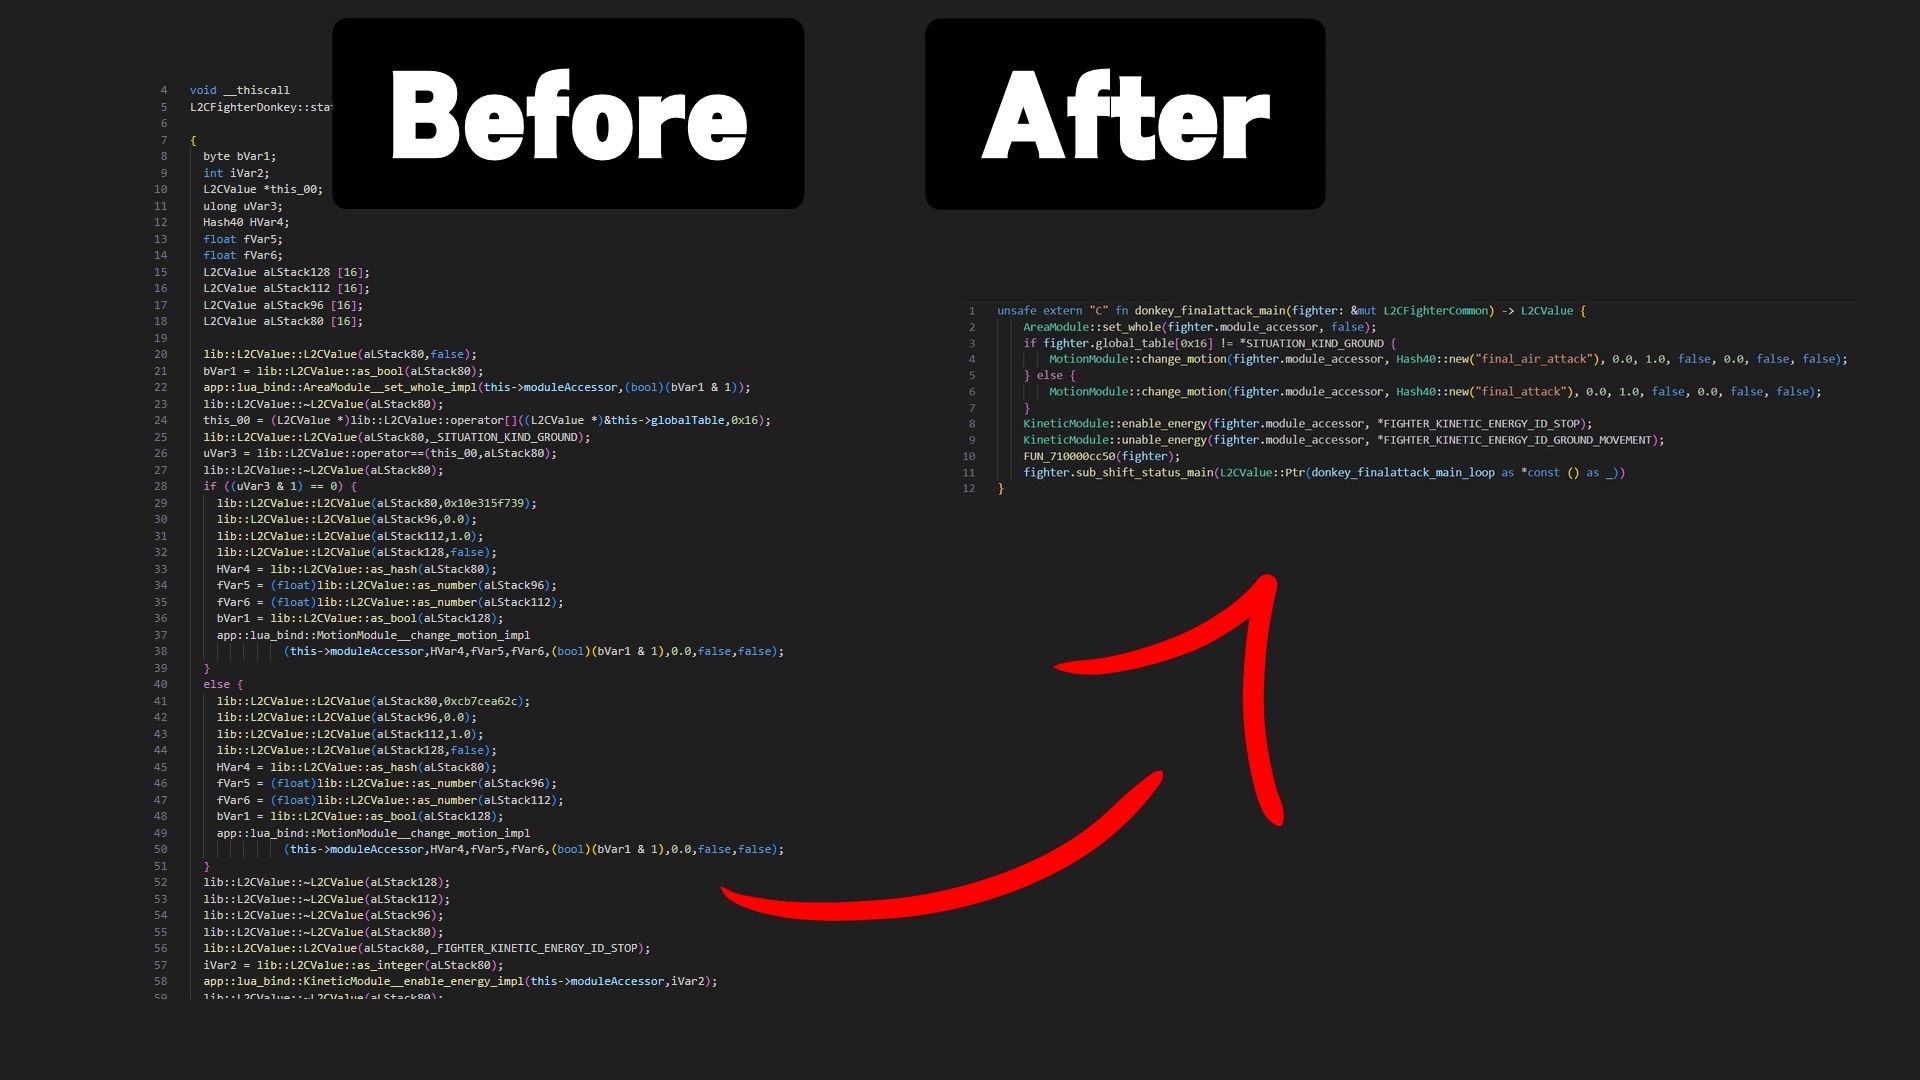 Before
After
4 void __thiscall
5 L2CFighterDonkey::sta
6
7 {
8 byte bVar1;
9 int iVar2;
10 L2CValue *this_00;
11 ulong uVar3;
12 Hash40 HVar4;
13 float fVar5;
14 float fVar6;
15 L2CValue aLStack128 [16];
16 L2CValue aLStack112 [16];
17 L2CValue aLStack96 [16];
18 L2CValue aLStack80 [16];
19
20 lib::L2CValue::L2CValue(aLStack80,false);
21 bVar1 = lib::L2CValue::as_bool(aLStack80);
22 app::lua_bind::AreaModule__set_whole_impl(this->moduleAccessor,(bool)(bVar1 & 1));
23 lib::L2CValue::~L2CValue(aLStack80);
24 this_00 = (L2CValue *)lib::L2CValue::operator[]((L2CValue *)&this->globalTable,0x16);
25 lib::L2CValue::L2CValue(aLStack80,_SITUATION_KIND_GROUND);
26 uVar3 = lib::L2CValue::operator==(this_00,aLStack80);
27 lib::L2CValue::~L2CValue(aLStack80);
28 if ((uVar3 & 1) == 0) {
29 lib::L2CValue::L2CValue(aLStack80,0x10e315f739);
30 lib::L2CValue::L2CValue(aLStack96,0.0);
31 lib::L2CValue::L2CValue(aLStack112,1.0);
32 lib::L2CValue::L2CValue(aLStack128,false);
33 HVar4 = lib::L2CValue::as_hash(aLStack80);
34 fVar5 = (float)lib::L2CValue::as_number(aLStack96);
35 fVar6 = (float)lib::L2CValue::as_number(aLStack112);
36 bVar1 = lib::L2CValue::as_bool(aLStack128);
37 app::lua_bind::MotionModule__change_motion_impl
38 (this->moduleAccessor,HVar4,fVar5,fVar6,(bool)(bVar1 & 1),0.0,false,false);
39 }
40 else {
41 lib::L2CValue::L2CValue(aLStack80,0xcb7cea62c);
42 lib::L2CValue::L2CValue(aLStack96,0.0);
43 lib::L2CValue::L2CValue(aLStack112,1.0);
44 lib::L2CValue::L2CValue(aLStack128,false);
45 HVar4 = lib::L2CValue::as_hash(aLStack80);
46 fVar5 = (float)lib::L2CValue::as_number(aLStack96);
47 fVar6 = (float)lib::L2CValue::as_number(aLStack112);
48 bVar1 = lib::L2CValue::as_bool(aLStack128);
49 app::lua_bind::MotionModule__change_motion_impl
50 (this->moduleAccessor,HVar4,fVar5,fVar6,(bool)(bVar1 & 1),0.0,false,false);
51 }
52 lib::L2CValue::~L2CValue(aLStack128);
53 lib::L2CValue::~L2CValue(aLStack112);
54 lib::L2CValue::~L2CValue(aLStack96);
55 lib::L2CValue::~L2CValue(aLStack80);
56 lib::L2CValue::L2CValue(aLStack80,_FIGHTER_KINETIC_ENERGY_ID_STOP);
57 iVar2 = lib::L2CValue::as_integer(aLStack80);
58 app::lua_bind::KineticModule__enable_energy_impl(this->moduleAccessor,iVar2);
59 lib::L2CValue::~L2CValue(aLStack80);
1 unsafe extern "C" fn donkey_finalattack_main(fighter: &mut L2CFighterCommon) -> L2CValue {
2 AreaModule::set_whole(fighter.module_accessor, false);
3 if fighter.global_table[0x16] != *SITUATION_KIND_GROUND {
4 MotionModule::change_motion(fighter.module_accessor, Hash40::new("final_air_attack"), 0.0, 1.0, false, 0.0, false, false);
5 } else {
6 MotionModule::change_motion(fighter.module_accessor, Hash40::new("final_attack"), 0.0, 1.0, false, 0.0, false, false);
7 }
8 KineticModule::enable_energy(fighter.module_accessor, *FIGHTER_KINETIC_ENERGY_ID_STOP);
9 KineticModule::unable_energy(fighter.module_accessor, *FIGHTER_KINETIC_ENERGY_ID_GROUND_MOVEMENT);
10 FUN_710000cc50(fighter);
11 fighter.sub_shift_status_main(L2CValue::Ptr(donkey_finalattack_main_loop as *const () as _))
12 }